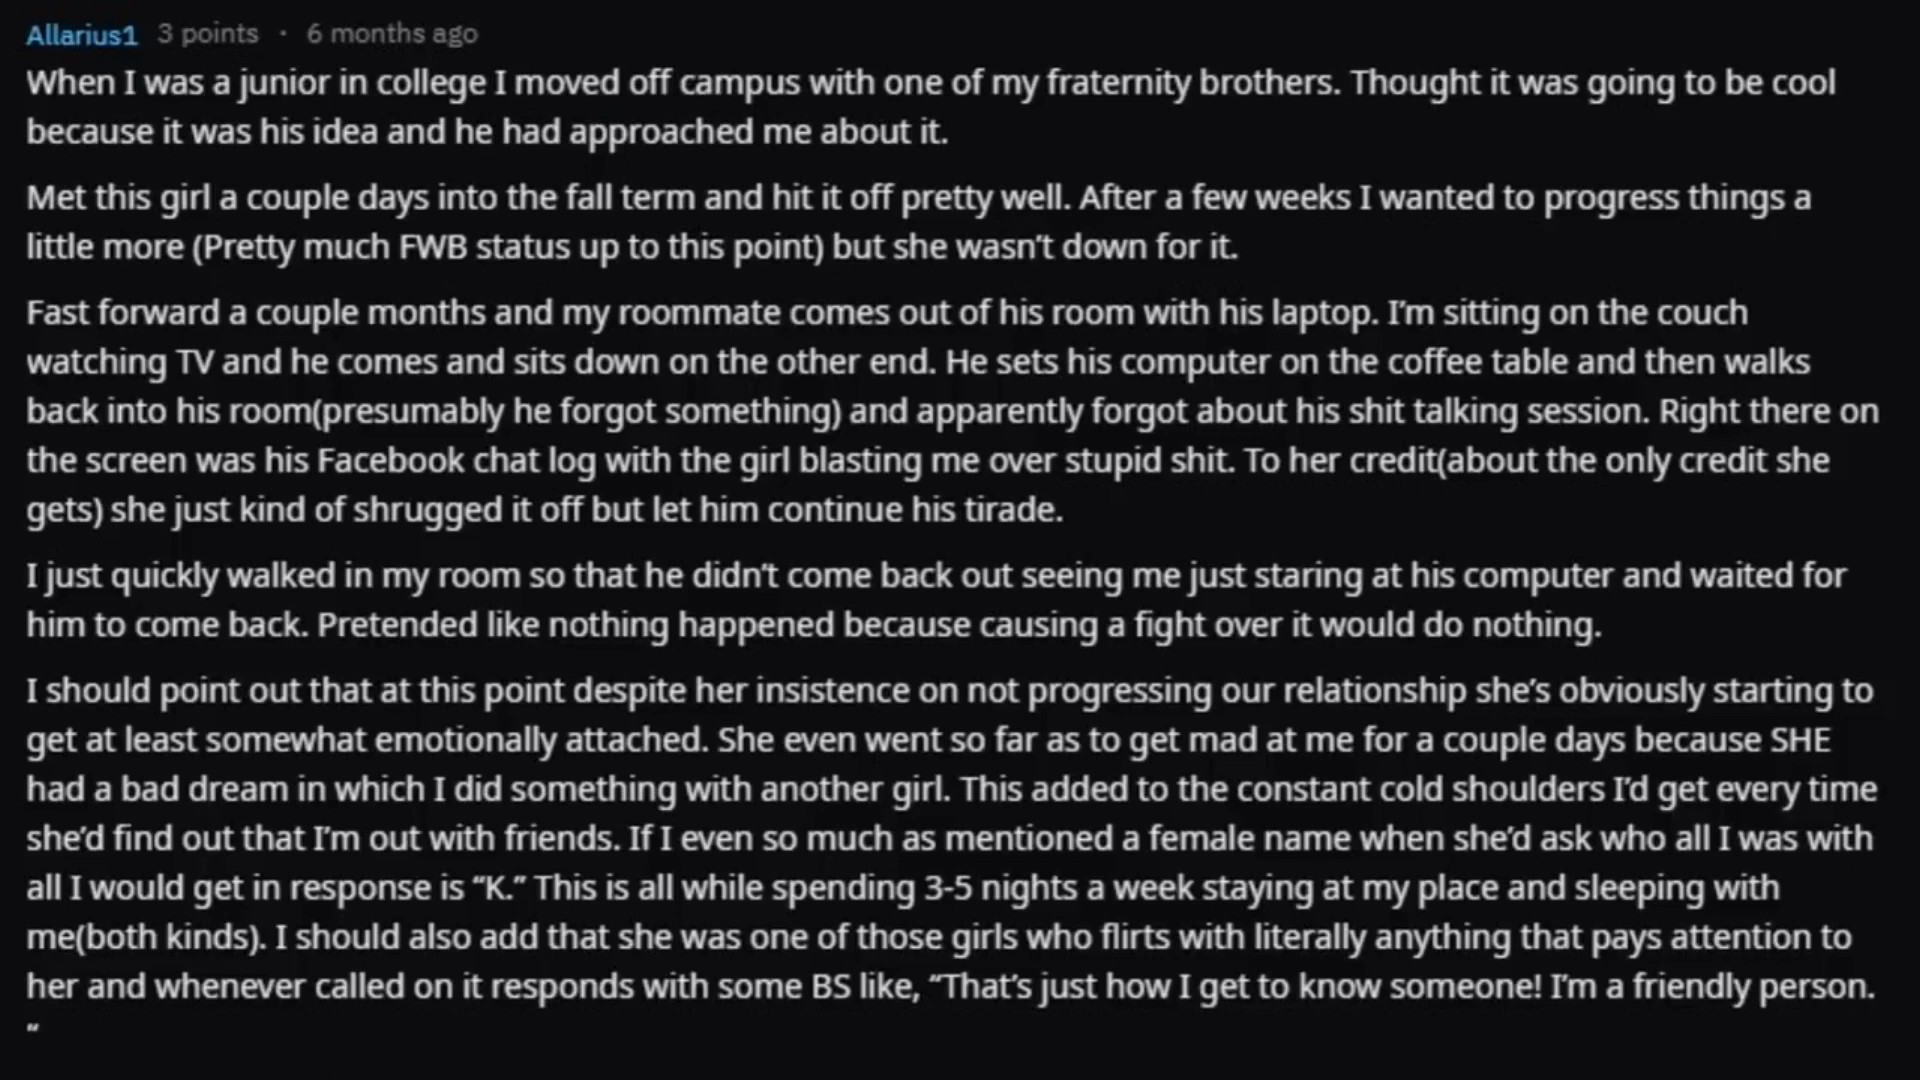 Allarius1 3 points · 6 months ago
When I was a junior in college I moved off campus with one of my fraternity brothers. Thought it was going to be cool
because it was his idea and he had approached me about it.
Met this girl a couple days into the fall term and hit it off pretty well. After a few weeks I wanted to progress things a
little more (Pretty much FWB status up to this point) but she wasn't down for it.
Fast forward a couple months and my roommate comes out of his room with his laptop. I'm sitting on the couch
watching TV and he comes and sits down on the other end. He sets his computer on the coffee table and then walks
back into his room(presumably he forgot something) and apparently forgot about his shit talking session. Right there on
the screen was his Facebook chat log with the girl blasting me over stupid shit. To her credit(about the only credit she
gets) she just kind of shrugged it off but let him continue his tirade.
I just quickly walked in my room so that he didn't come back out seeing me just staring at his computer and waited for
him to come back. Pretended like nothing happened because causing a fight over it would do nothing.
I should point out that at this point despite her insistence on not progressing our relationship she's obviously starting to
get at least somewhat emotionally attached. She even went so far as to get mad at me for a couple days because SHE
had a bad dream in which I did something with another girl. This added to the constant cold shoulders I'd get every time
she'd find out that I'm out with friends. If I even so much as mentioned a female name when she'd ask who all I was with
all I would get in response is “K.” This is all while spending 3-5 nights a week staying at my place and sleeping with
me(both kinds). I should also add that she was one of those girls who flirts with literally anything that pays attention to
her and whenever called on it responds with some BS like, “That's just how I get to know someone! I'm a friendly person.
“